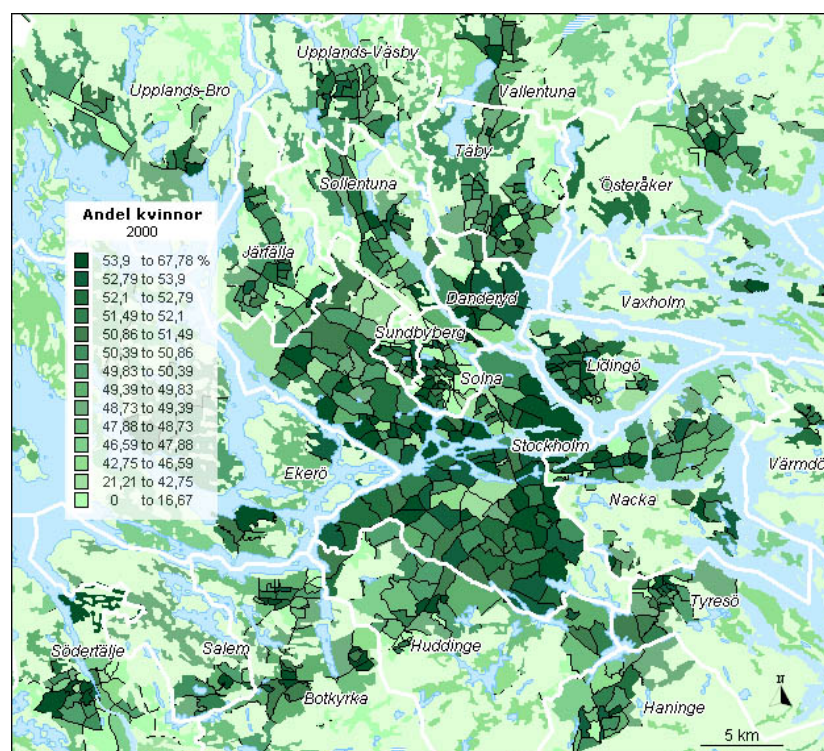 Upplands-Väsby
Upplands-Bro
Vallentuna
Täby
Sollentuna
Österåker
Andel kvinnor
2000
53,9 to 67,78 %
52,79 to 53,9
52,1 to 52,79
51,49 to 52,1
50,86 to 51,49
50,39 to 50,86
49,83 to 50,39
49,39 to 49,83
48,73 to 49,39
47,88 to 48,73
46,59 to 47,88
42,75 to 46,59
21,21 to 42,75
0 to 16,67
Järfälla
Danderyd
Vaxholm
Sundbyberg
Lidingö
Solna
Stockholm
Ekerö
Värmdö
Nacka
Tyresö
Södertälje
Salem
Huddinge
Botkyrka
Haninge
N
5 km